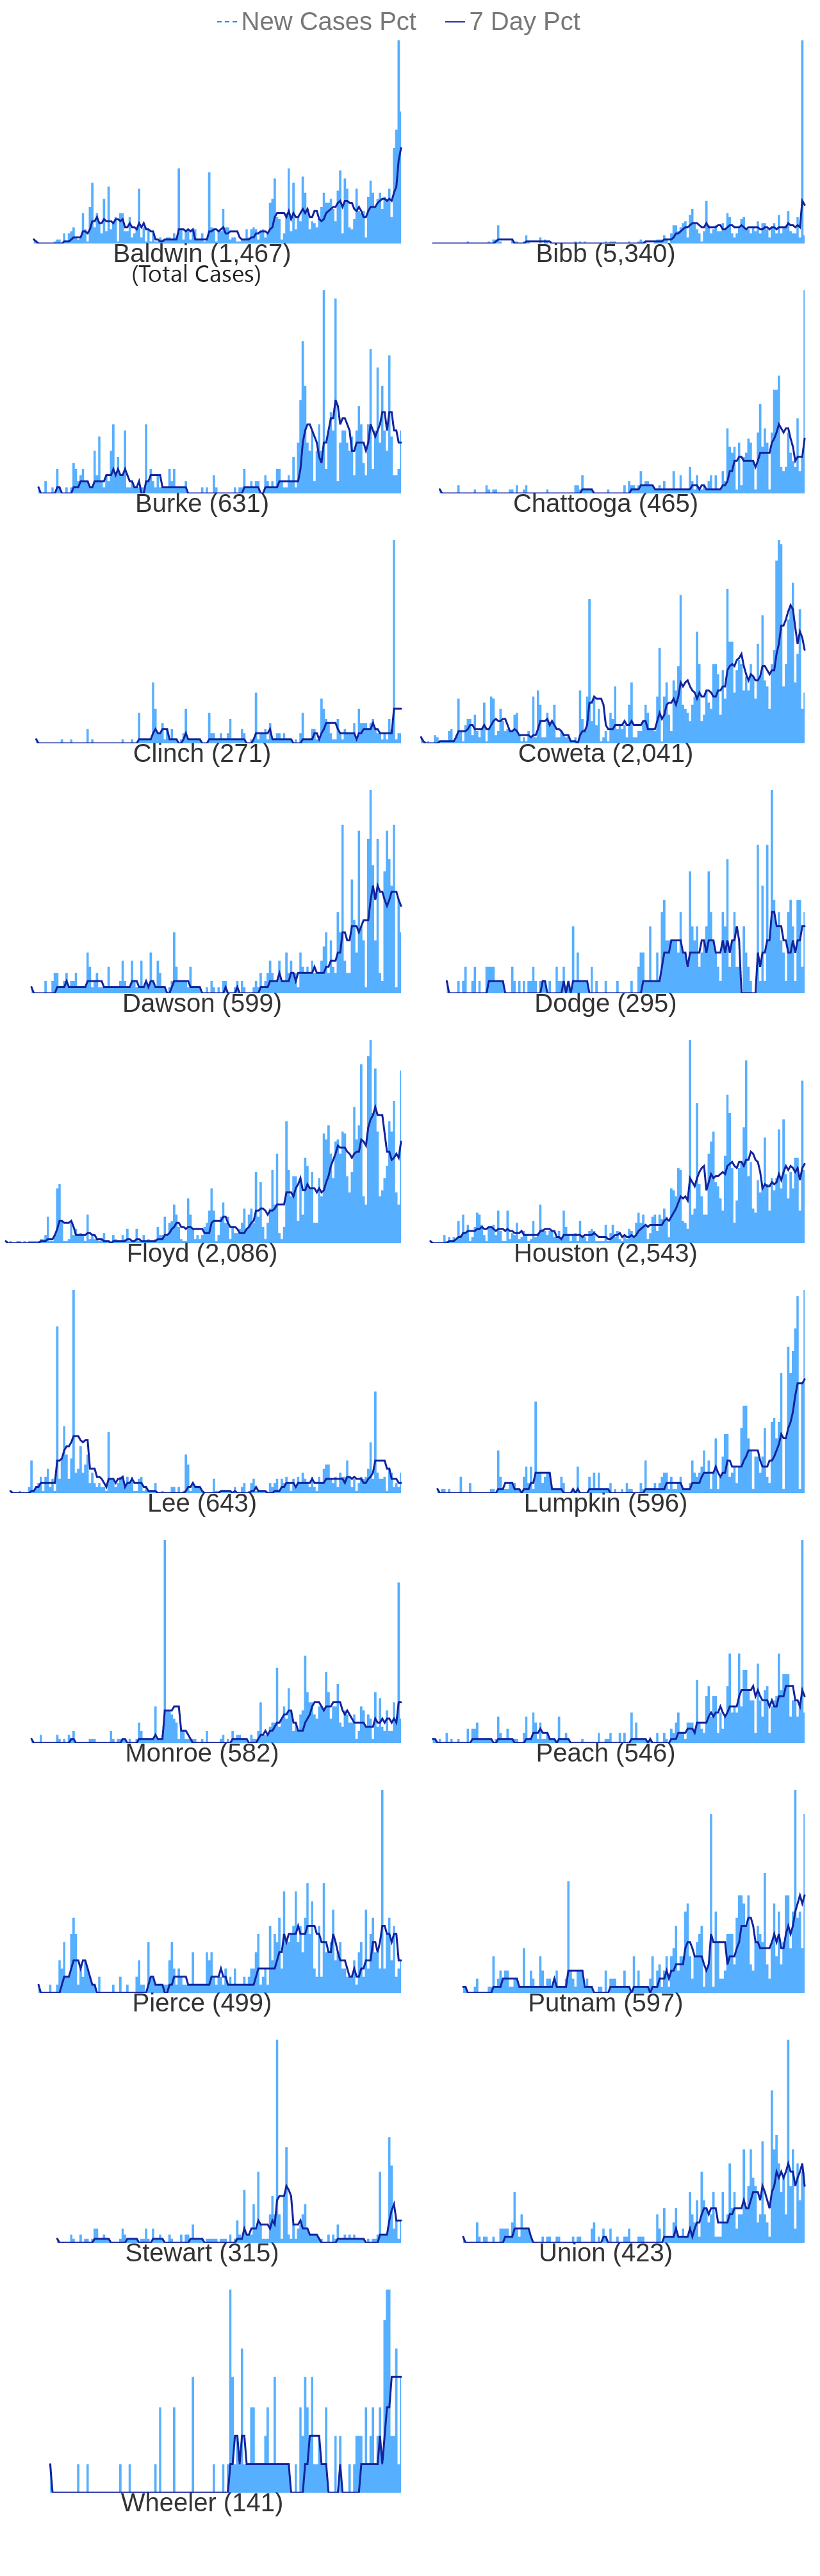 New Cases Pct 7 Day Pct
Baldwin (1,467) Bibb (5,340)
(Total Cases)
Burke (631) Chattooga (465)
Clinch (271) Coweta (2,041)
Dawson (599) Dodge (295)
Floyd (2,086) Houston (2,543)
Lee (643) Lumpkin (596)
Monroe (582) Peach (546)
Pierce (499) Putnam (597)
Stewart (315) Union (423)
Wheeler (141)